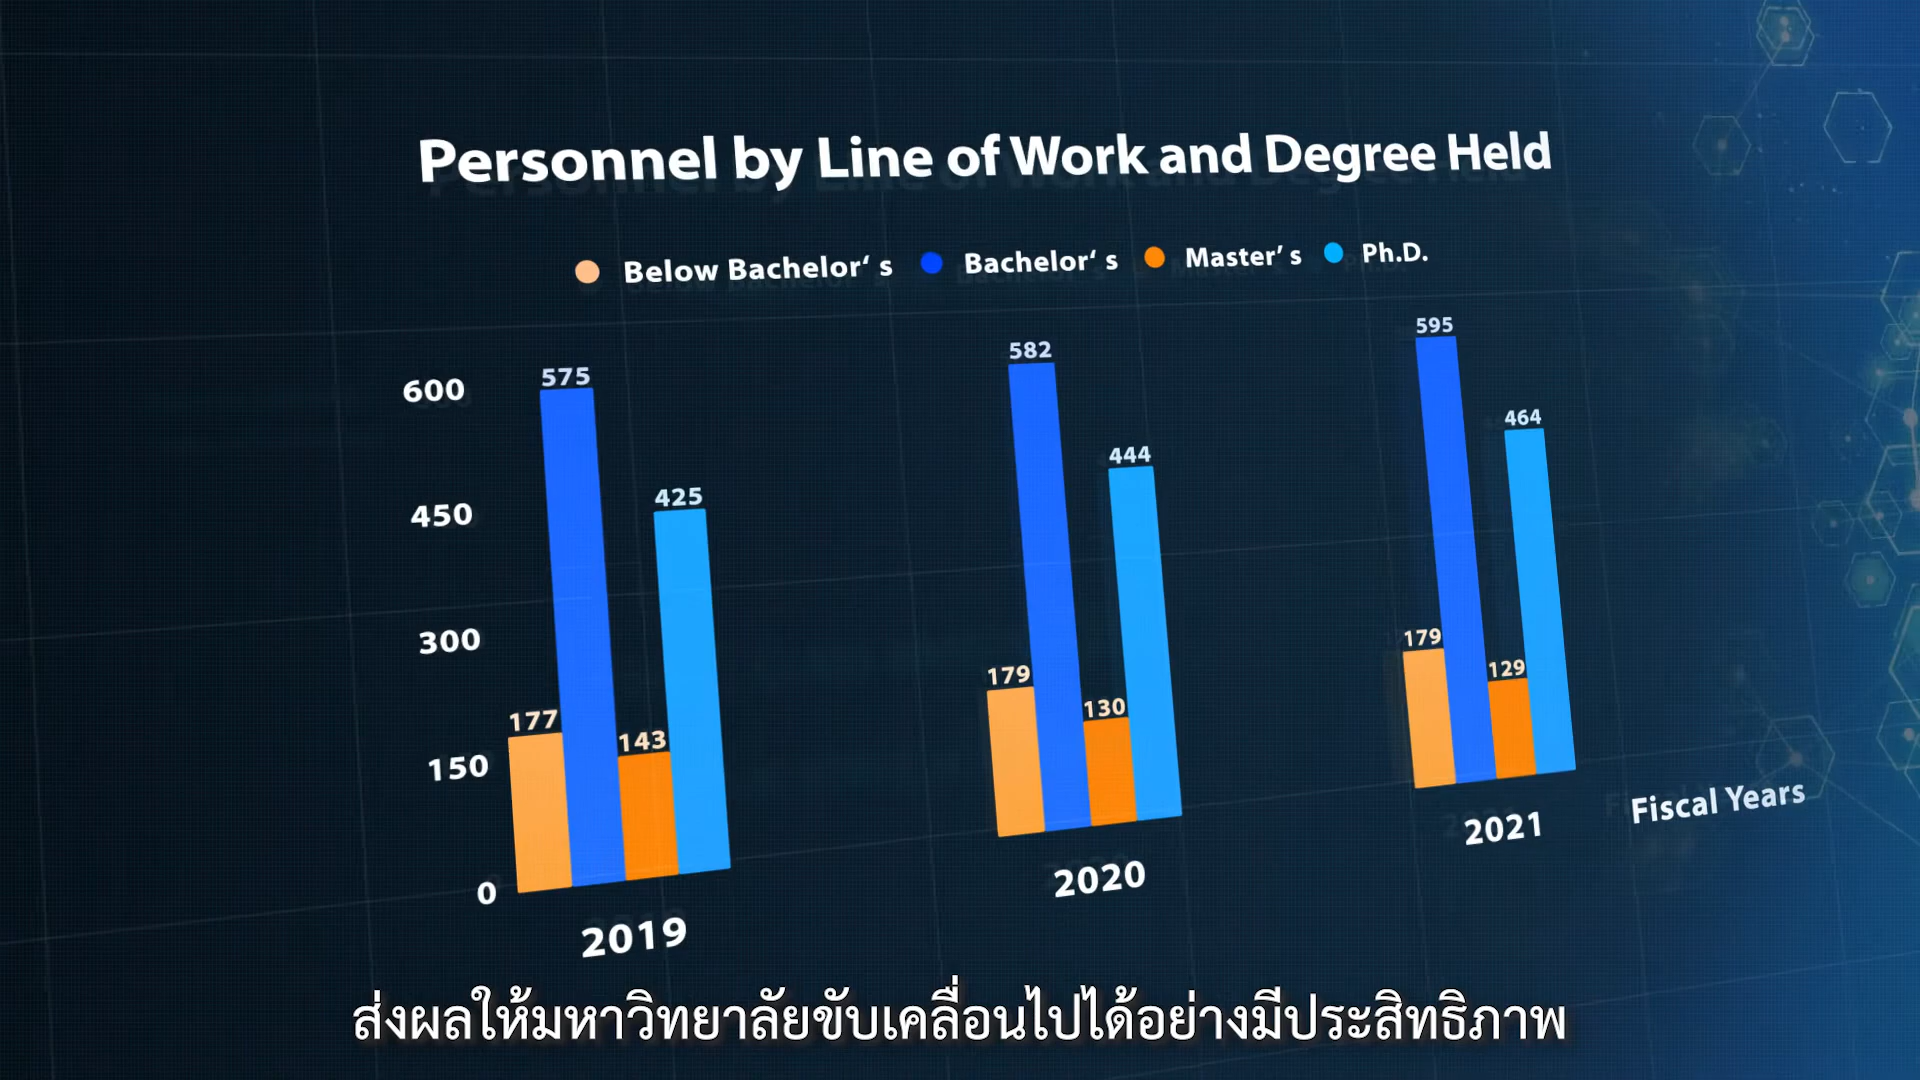 Personnel by Line of Work and Degree Held
Below Bachelor‘ s Bachelor‘ s Master’ s Ph.D.
600
450
300
150
0
177 575 143 425
179 582 130 444
179 595 129 464
2019 2020 2021 Fiscal Years
ส่งผลให้มหาวิทยาลัยขับเคลื่อนไปได้อย่างมีประสิทธิภาพ